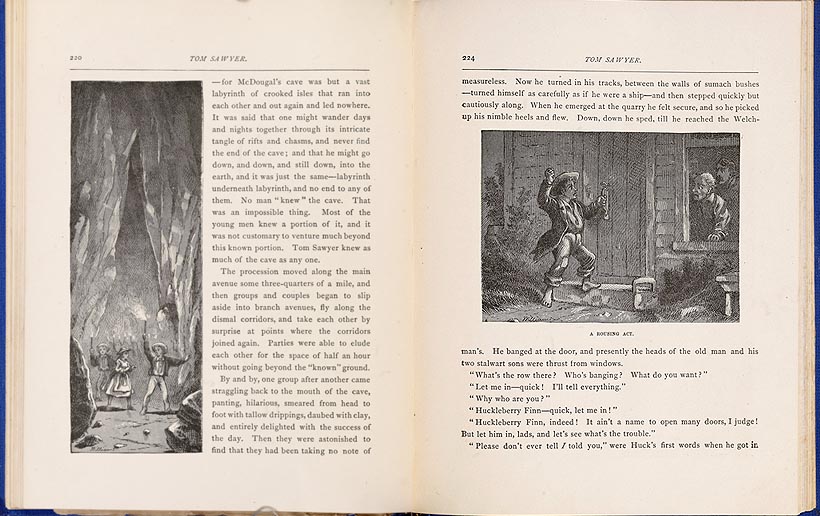 220
TOM SAWYER.
—for McDougal's cave was but a vast
labyrinth of crooked isles that ran into
each other and out again and led nowhere.
It was said that one might wander days
and nights together through its intricate
tangle of rifts and chasms, and never find
the end of the cave; and that he might go
down, and down, and still down, into the
earth, and it was just the same—labyrinth
underneath labyrinth, and no end to any of
them. No man "knew" the cave. That
was an impossible thing. Most of the
young men knew a portion of it, and it
was not customary to venture much beyond
this known portion. Tom Sawyer knew as
much of the cave as any one.
The procession moved along the main
avenue some three-quarters of a mile, and
then groups and couples began to slip
aside into branch avenues, fly along the
dismal corridors, and take each other by
surprise at points where the corridors
joined again. Parties were able to elude
each other for the space of half an hour
without going beyond the "known" ground.
By and by, one group after another came
straggling back to the mouth of the cave,
panting, hilarious, smeared from head to
foot with tallow drippings, daubed with clay,
and entirely delighted with the success of
the day. Then they were astonished to
find that they had been taking no note of
224
TOM SAWYER.
measureless. Now he turned in his tracks, between the walls of sumach bushes
—turned himself as carefully as if he were a ship—and then stepped quickly but
cautiously along. When he emerged at the quarry he felt secure, and so he picked
up his nimble heels and flew. Down, down he sped, till he reached the Welch-
A ROUSING ACT.
man's. He banged at the door, and presently the heads of the old man and his
two stalwart sons were thrust from windows.
"What's the row there? Who's banging? What do you want?"
"Let me in—quick! I'll tell everything."
"Why who are you?"
"Huckleberry Finn—quick, let me in!"
"Huckleberry Finn, indeed! It ain't a name to open many doors, I judge!
But let him in, lads, and let's see what's the trouble."
"Please don't ever tell I told you," were Huck's first words when he got in